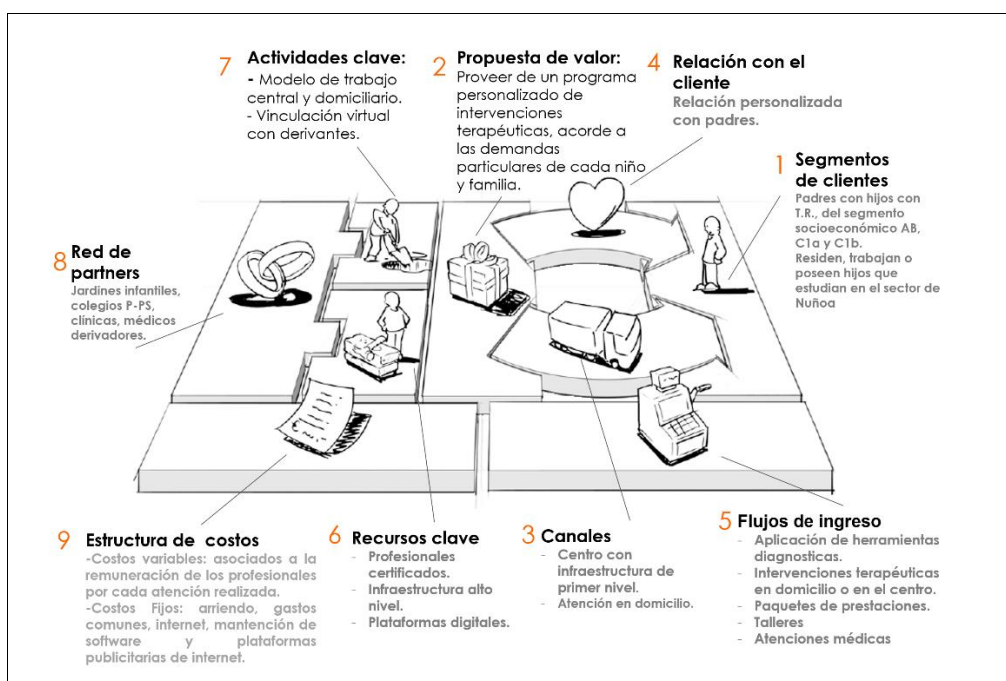 7 Actividades clave:
- Modelo de trabajo
central y domiciliario.
- Vinculación virtual
con derivantes.
2 Propuesta de valor:
Proveer de un programa
personalizado de
intervenciones
terapéuticas, acorde a
las demandas
particulares de cada niño
y familia.
4 Relación con el
cliente
Relación personalizada
con padres.
1 Segmentos
de clientes
Padres con hijos con
T.R., del segmento
socioeconómico AB,
C1a y C1b.
Residen, trabajan o
poseen hijos que
estudian en el sector de
Nuñoa
8 Red de
partners
Jardines infantiles,
colegios P-PS,
clínicas, médicos
derivadores.
9 Estructura de costos
-Costos variables: asociados a la
remuneración de los profesionales
por cada atención realizada.
-Costos Fijos: arriendo, gastos
comunes, internet, mantención de
software y plataformas
publicitarias de internet.
6 Recursos clave
- Profesionales
certificados.
- Infraestructura alto
nivel.
- Plataformas digitales.
3 Canales
- Centro con
infraestructura de
primer nivel.
- Atención en domicilio.
5 Flujos de ingreso
- Aplicación de herramientas
diagnosticas.
- Intervenciones terapéuticas
en domicilio o en el centro.
- Paquetes de prestaciones.
- Talleres
- Atenciones médicas